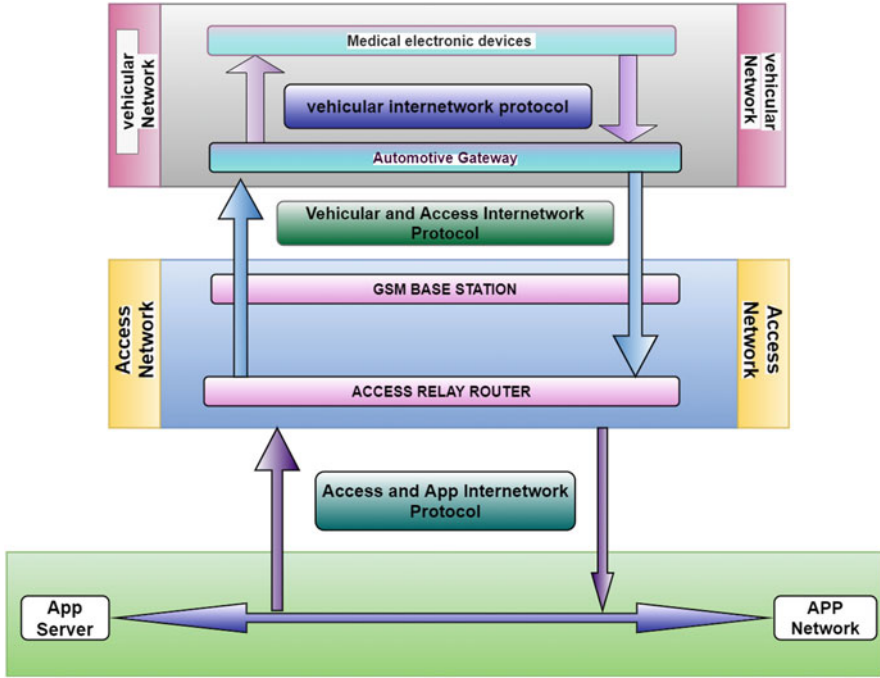 vehicular
Network
Medical electronic devices
vehicular internetwork protocol
Automotive Gateway
vehicular
Network
Vehicular and Access Internetwork
Protocol
Access
Network
GSM BASE STATION
ACCESS RELAY ROUTER
Access
Network
Access and App Internetwork
Protocol
App
Server
APP
Network